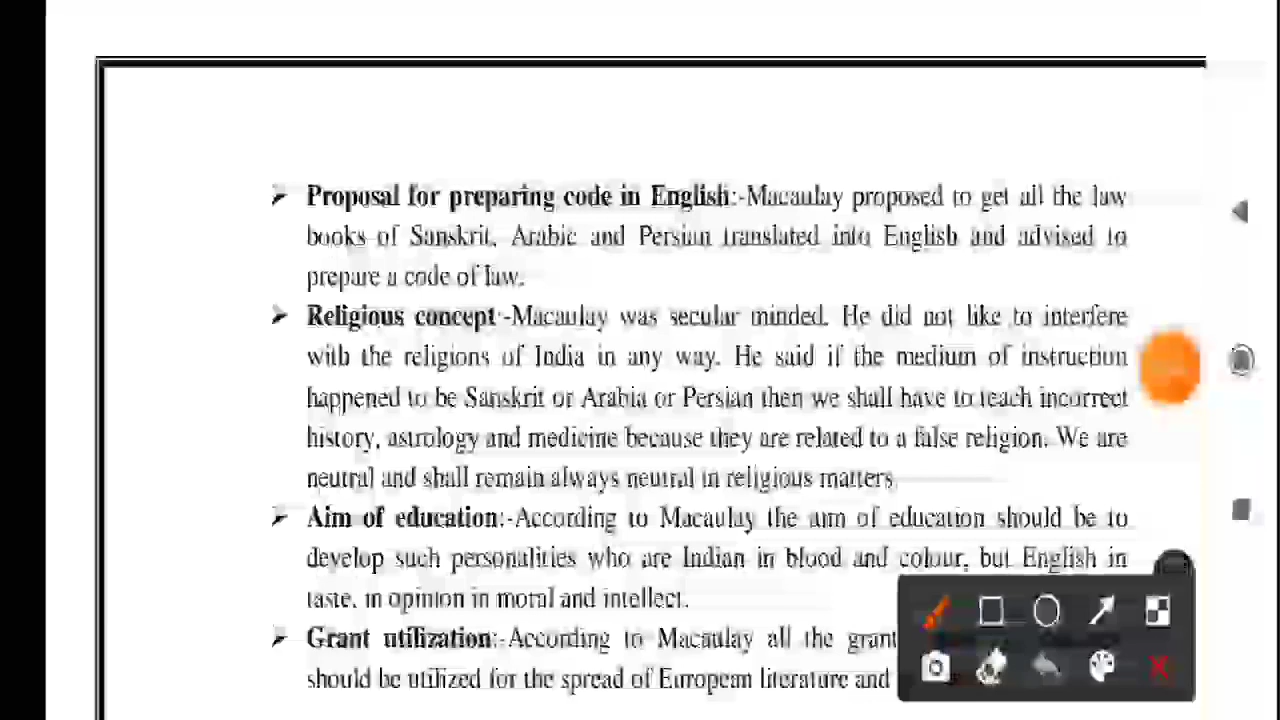 ➢ Proposal for preparing code in English:-Macaulay proposed to get all the law
books of Sanskrit, Arabic and Persian translated into English and advised to
prepare a code of law.
➢ Religious concept:-Macaulay was secular minded. He did not like to interfere
with the religions of India in any way. He said if the medium of instruction
happened to be Sanskrit or Arabia or Persian then we shall have to teach incorrect
history, astrology and medicine because they are related to a false religion. We are
neutral and shall remain always neutral in religious matters.
➢ Aim of education:-According to Macaulay the aim of education should be to
develop such personalities who are Indian in blood and colour, but English in
taste, in opinion in moral and intellect.
➢ Grant utilization:-According to Macaulay all the grant
should be utilized for the spread of European literature and